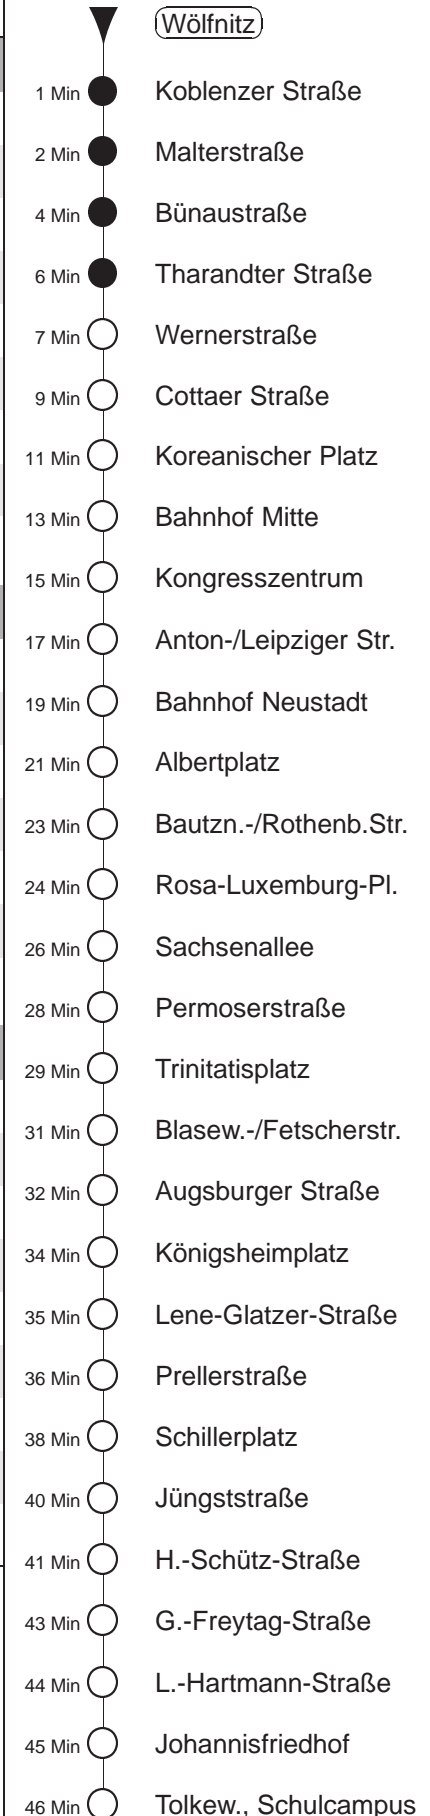 Wölfnitz
1 Min Koblenzer Straße
2 Min Malterstraße
4 Min Bünaustraße
6 Min Tharandter Straße
7 Min Wernerstraße
9 Min Cottaer Straße
11 Min Koreanischer Platz
13 Min Bahnhof Mitte
15 Min Kongresszentrum
17 Min Anton-/Leipziger Str.
19 Min Bahnhof Neustadt
21 Min Albertplatz
23 Min Bautzn.-/Rothenb.Str.
24 Min Rosa-Luxemburg-Pl.
26 Min Sachsenallee
28 Min Permoserstraße
29 Min Trinitatisplatz
31 Min Blasew.-/Fetscherstr.
32 Min Augsburger Straße
34 Min Königsheimplatz
35 Min Lene-Glatzer-Straße
36 Min Prellerstraße
38 Min Schillerplatz
40 Min Jüngststraße
41 Min H.-Schütz-Straße
43 Min G.-Freytag-Straße
44 Min L.-Hartmann-Straße
45 Min Johannisfriedhof
46 Min Tolkew., Schulcampus